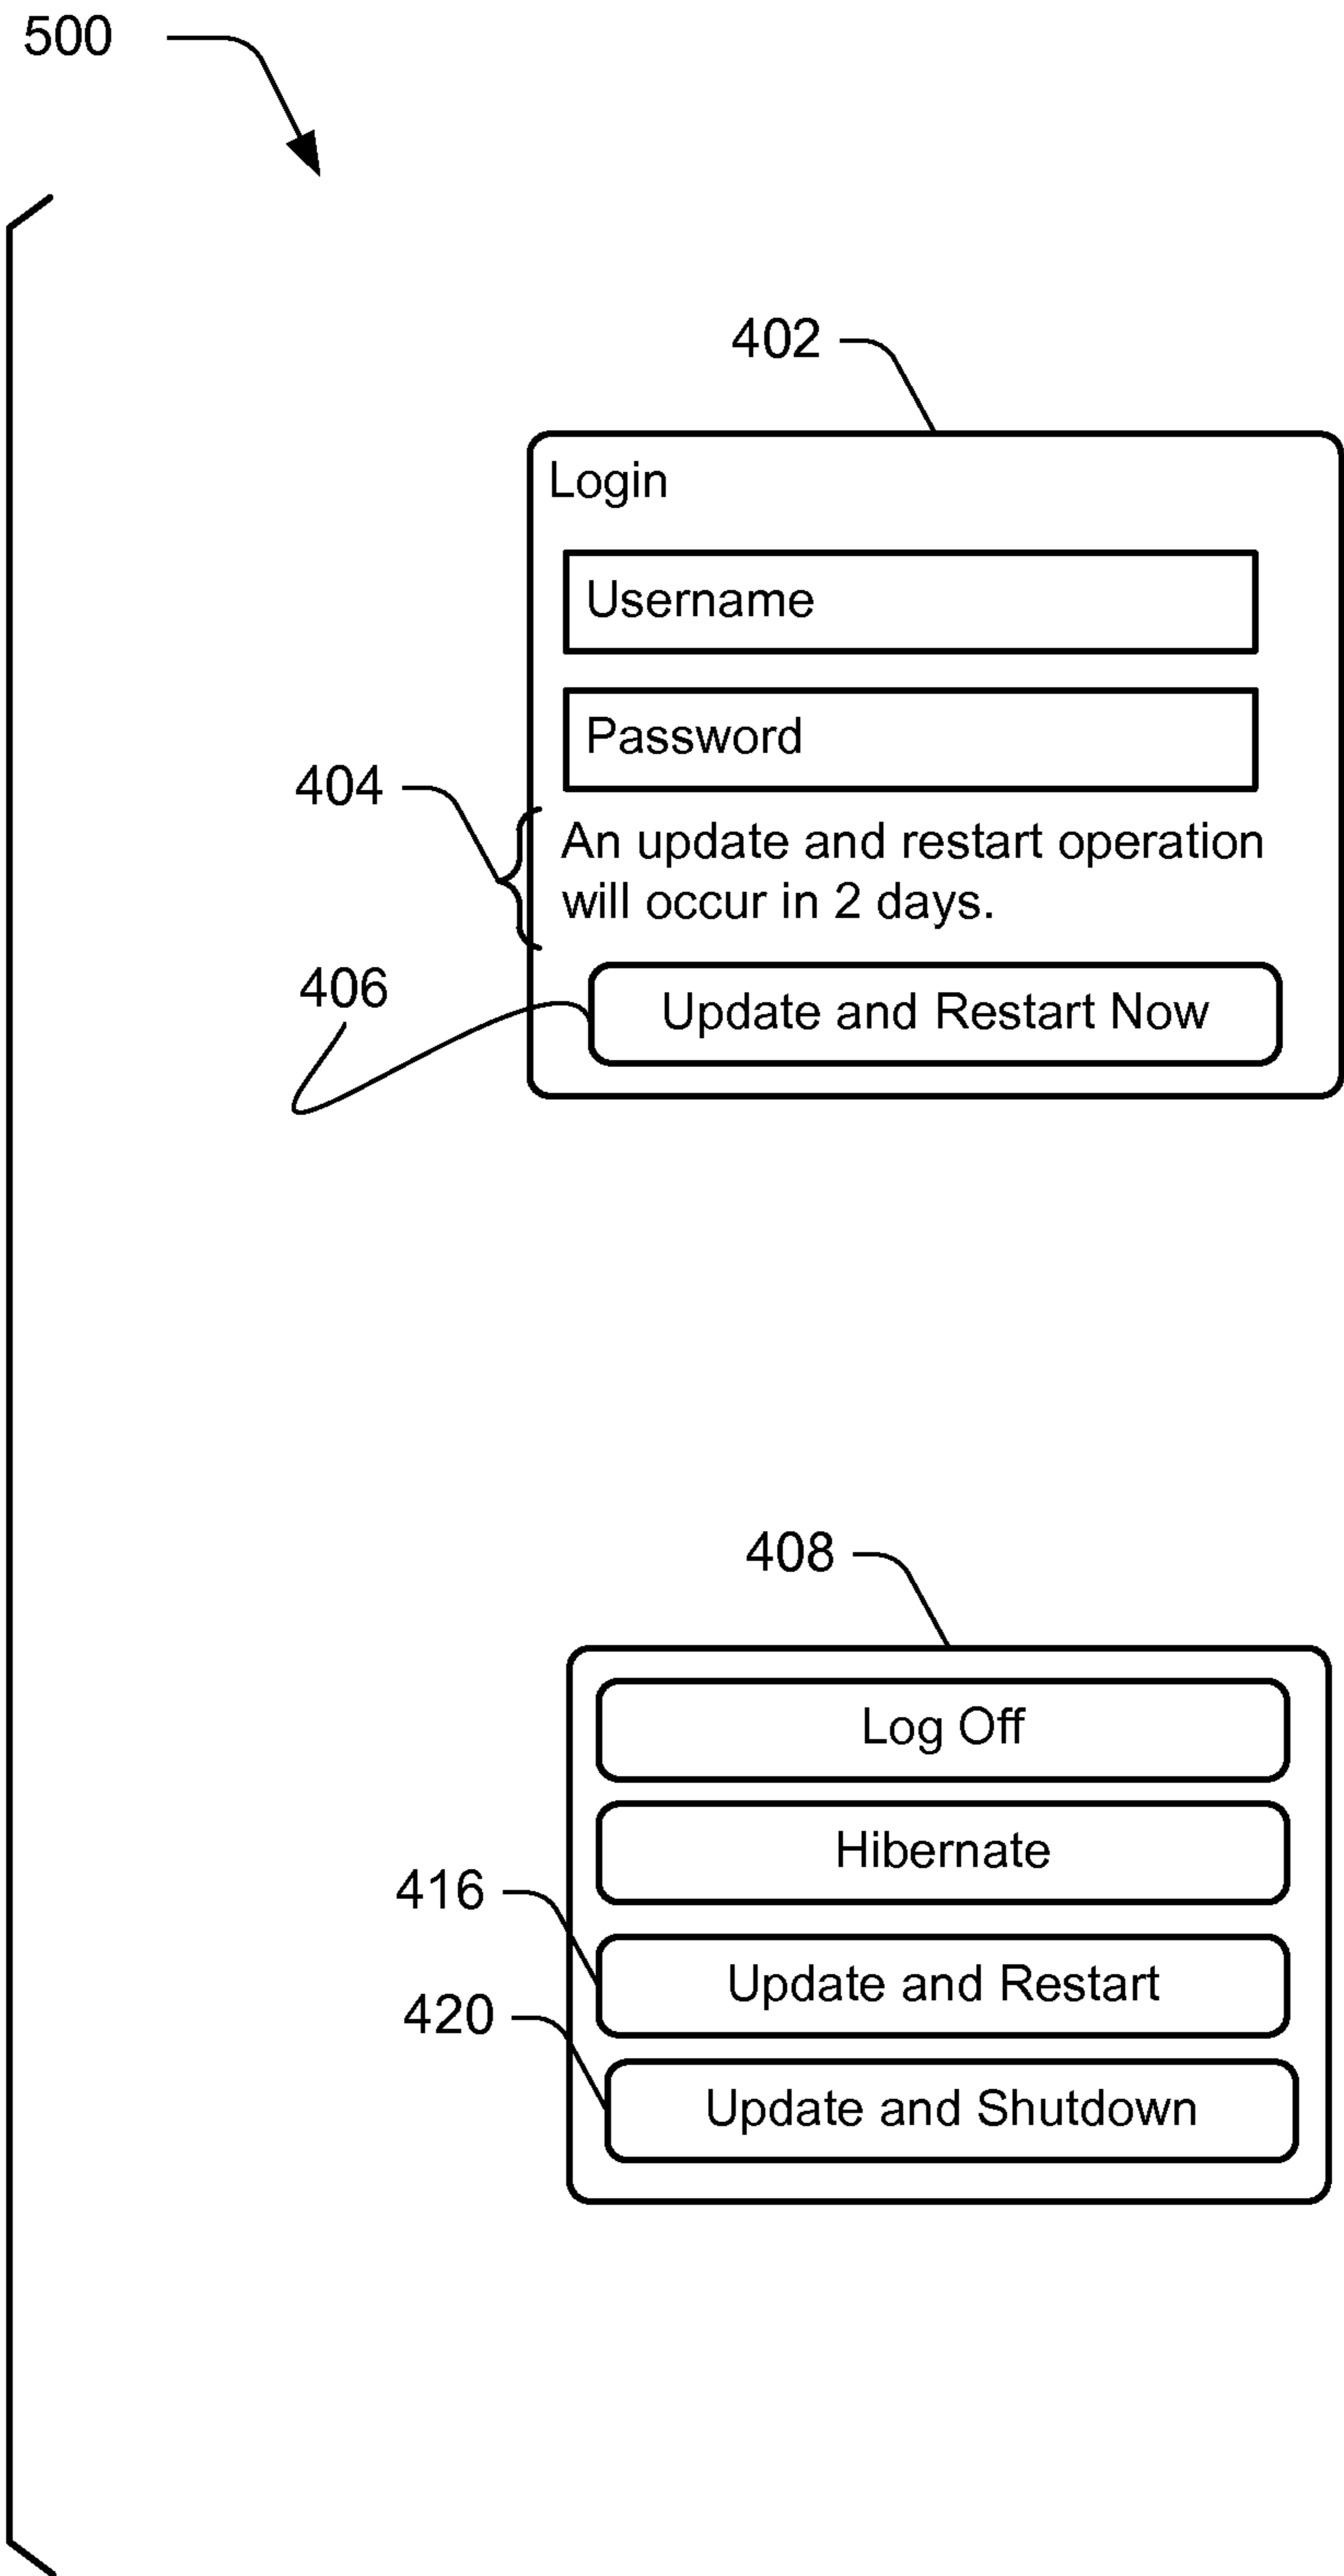 500
402
Login
Username
Password
404
An update and restart operation
will occur in 2 days.
406
Update and Restart Now
408
Log Off
Hibernate
416
Update and Restart
420
Update and Shutdown